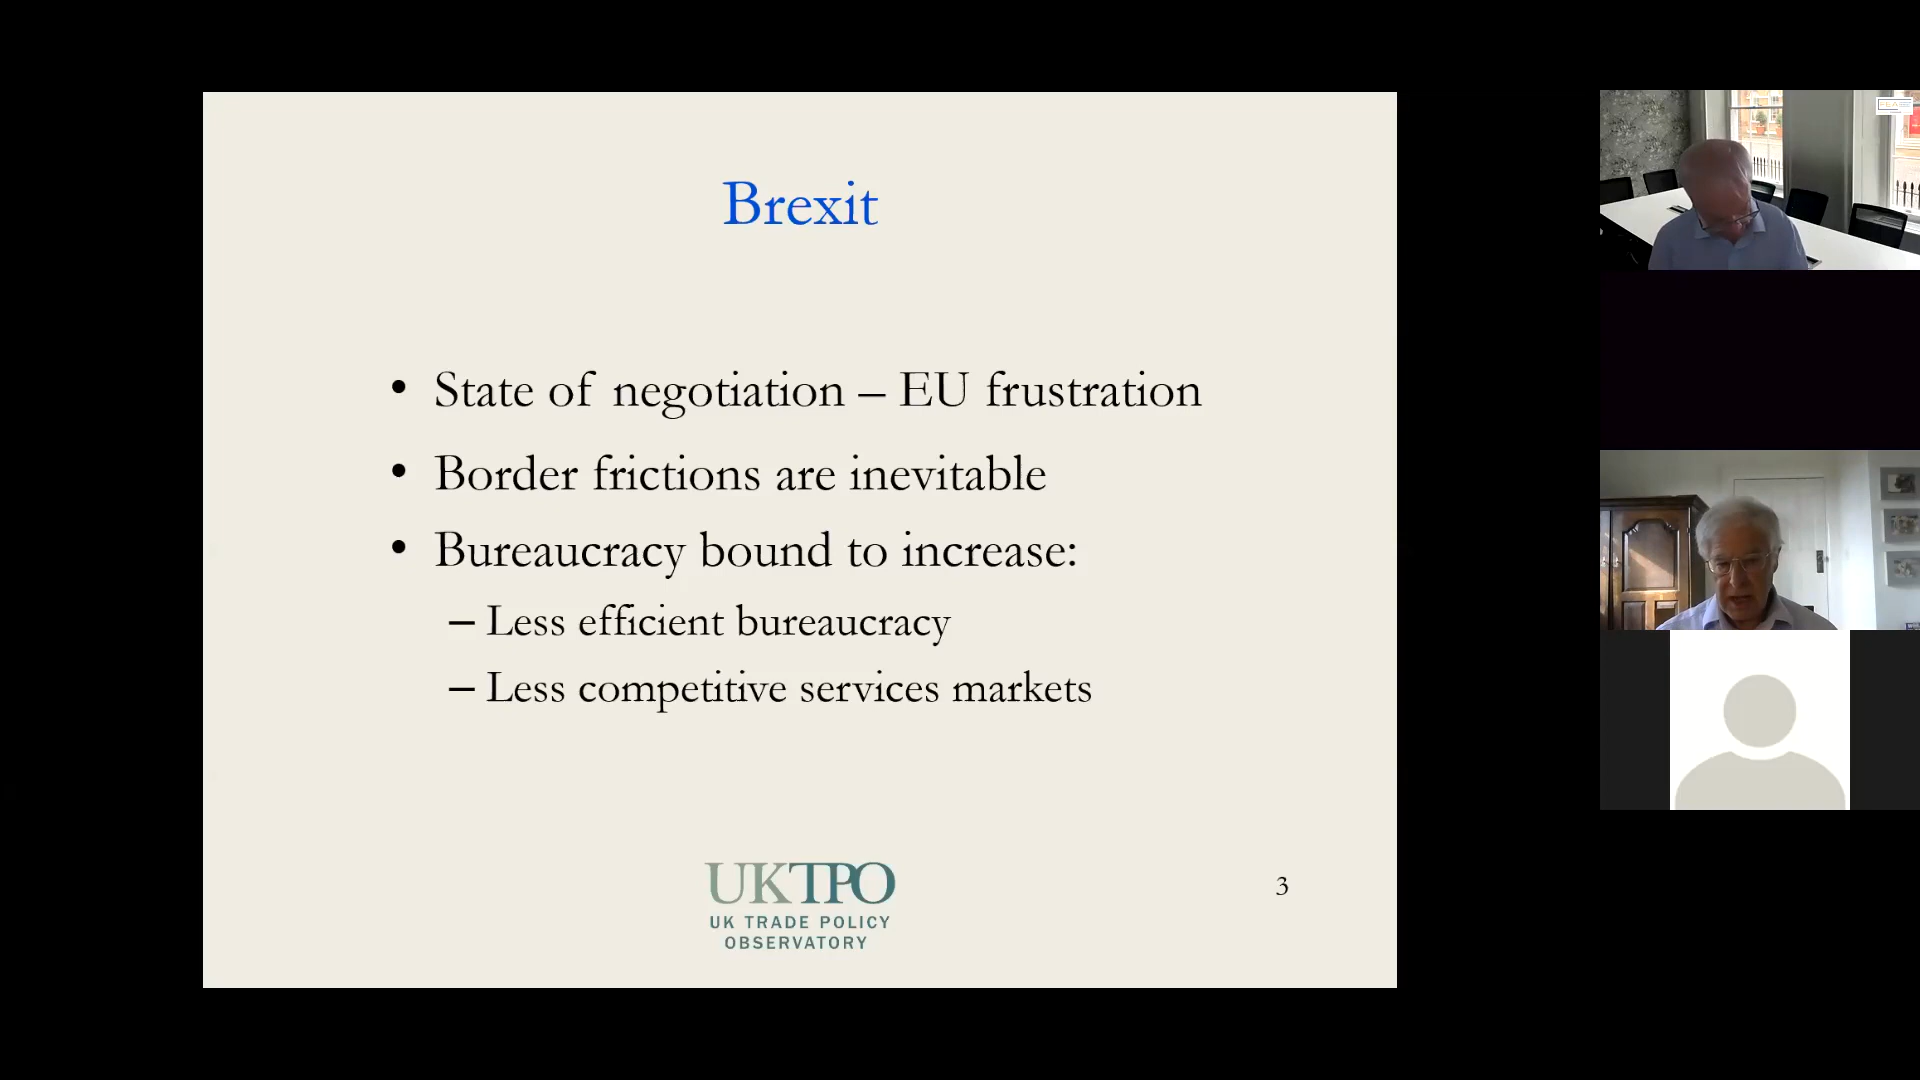 Brexit
• State of negotiation – EU frustration
• Border frictions are inevitable
• Bureaucracy bound to increase:
– Less efficient bureaucracy
– Less competitive services markets
UKTPO
UK TRADE POLICY
OBSERVATORY
3